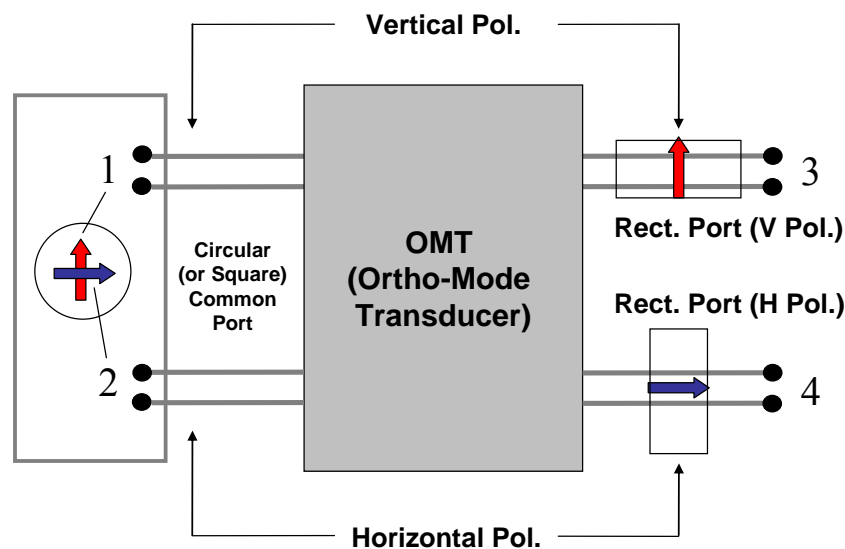 Vertical Pol.
1
3
Rect. Port (V Pol.)
Circular
(or Square)
Common
Port
OMT
(Ortho-Mode
Transducer)
Rect. Port (H Pol.)
2
4
Horizontal Pol.